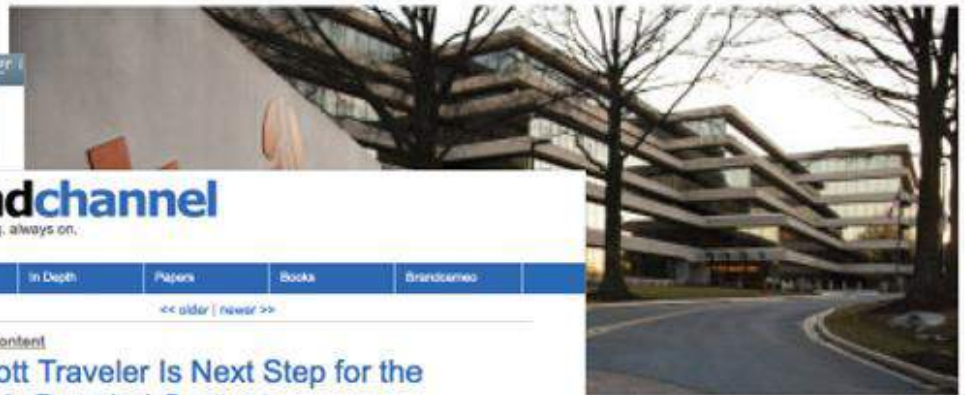 dchannel
always on.
In Depth Papers Books Brandcameo
<< older | newer >>
ontent
ott Traveler Is Next Step for the